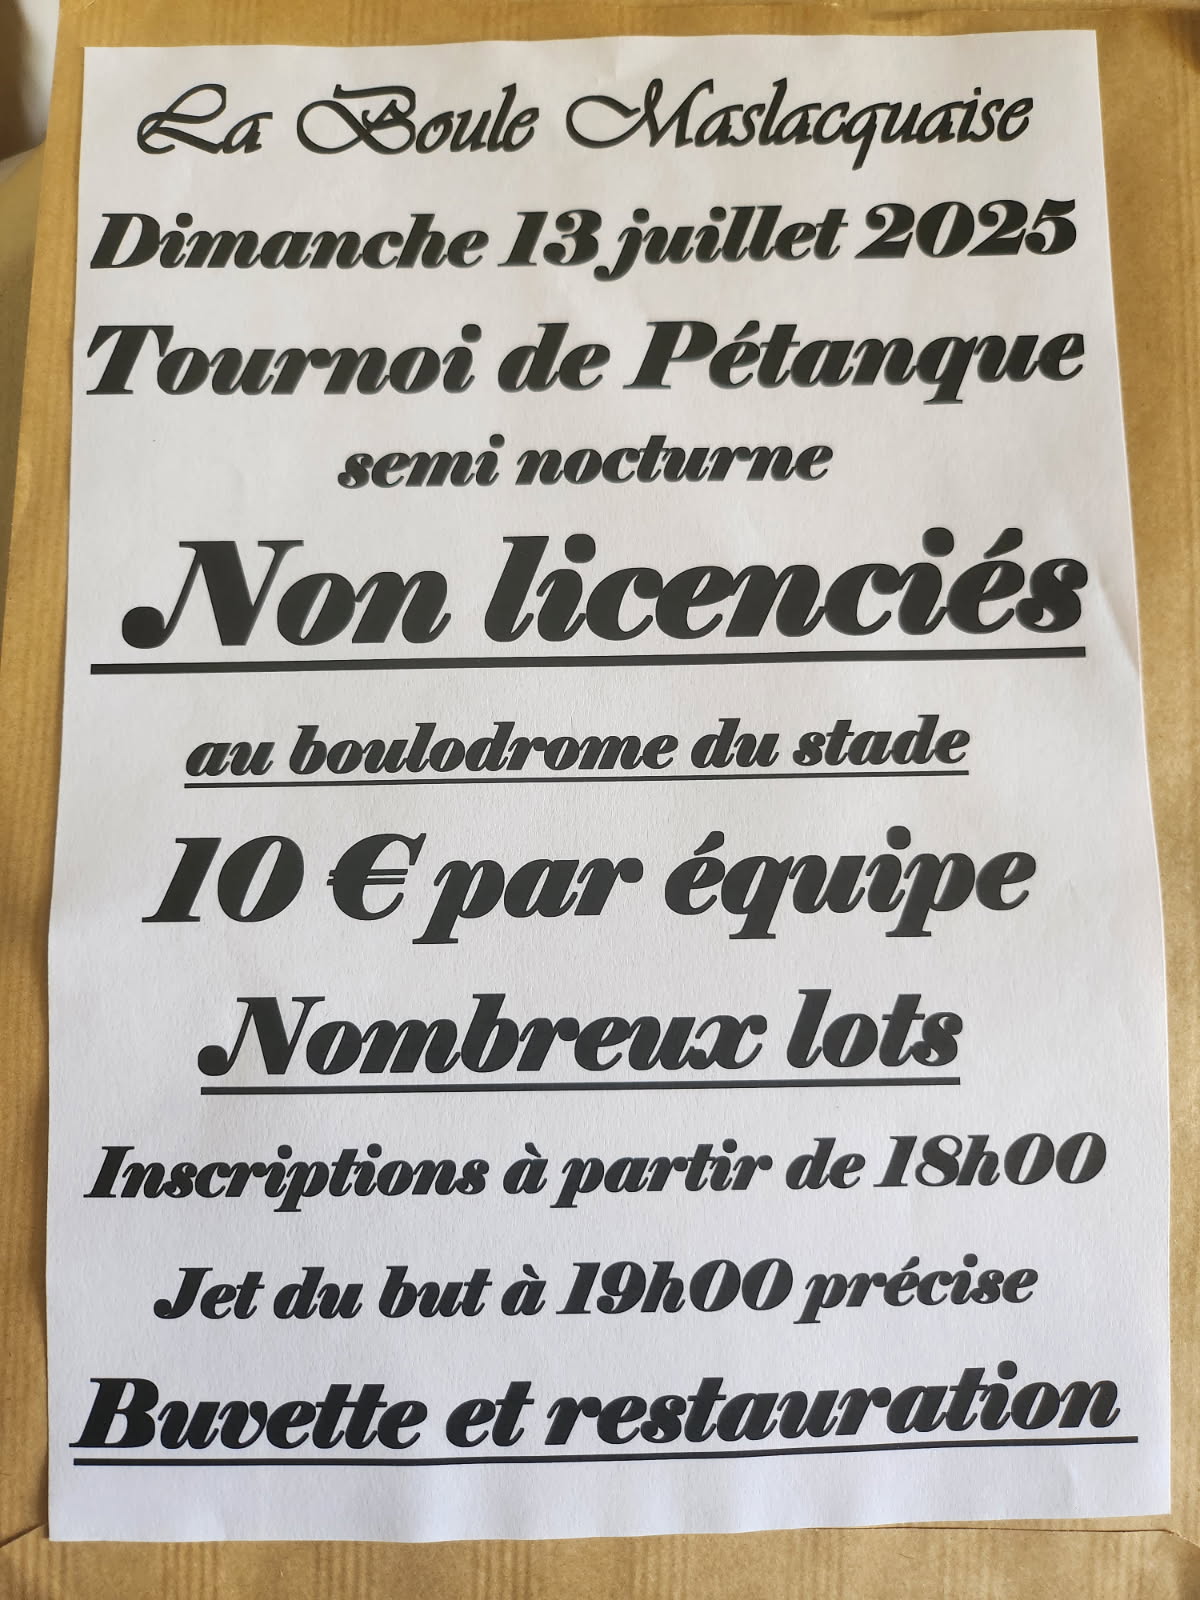 La Boule Maslacquaise
Dimanche 13 juillet 2025
Tournoi de Pétanque
semi nocturne
Non licenciés
au boulodrome du stade
10 € par équipe
Nombreux lots
Inscriptions à partir de 18h00
Jet du but à 19h00 précise
Buvette et restauration